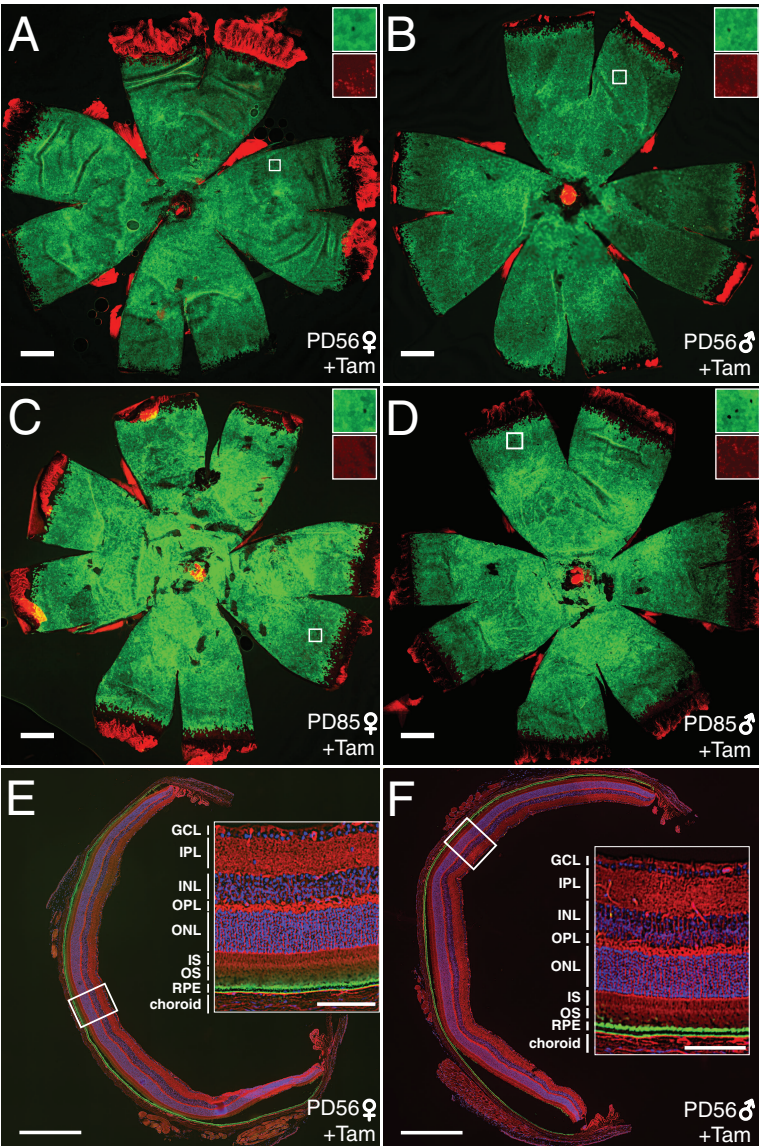 A
PD56♀
+Tam
B
PD56♂
+Tam
C
PD85♀
+Tam
D
PD85♂
+Tam
E
GCL
IPL
INL
OPL
ONL
IS
OS
RPE
choroid
PD56♀
+Tam
F
GCL
IPL
INL
OPL
ONL
IS
OS
RPE
choroid
PD56♂
+Tam